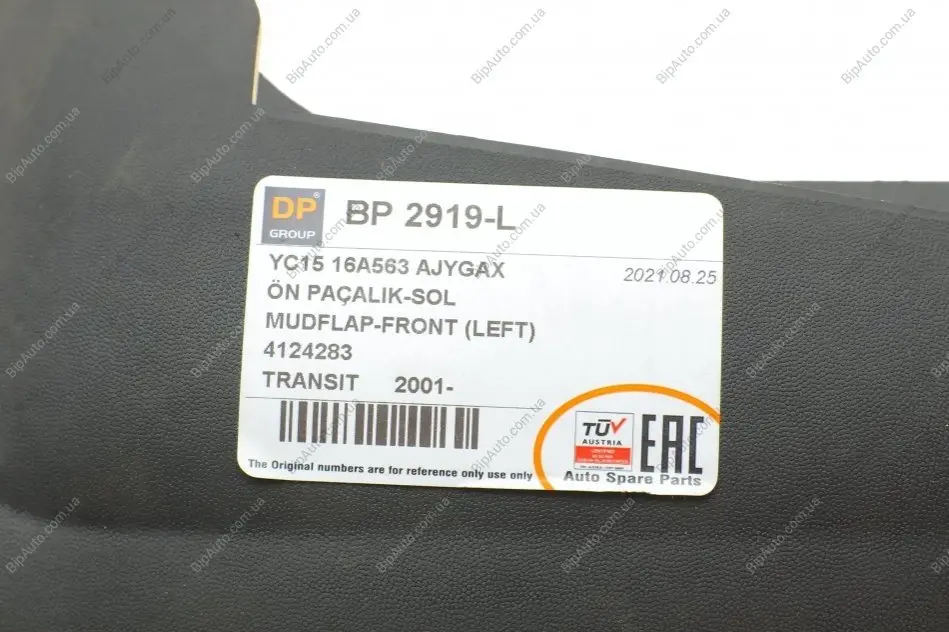 DP®
GROUP
BP 2919-L
YC15 16A563 AJYGAX
2021.08.25
ÖN PAÇALIK-SOL
MUDFLAP-FRONT (LEFT)
4124283
TRANSIT 2001-
The Original numbers are for reference only use only
TÜV
AUSTRIA
EAC
Auto Spare Parts
BipAuto.com.ua